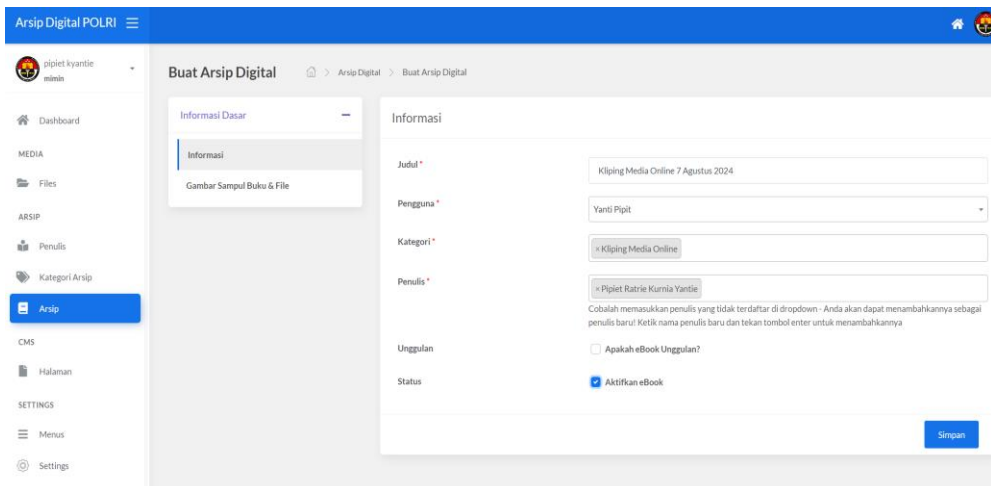 Arsip Digital POLRI
pipiet kyantie
mimin
Dashboard
MEDIA
Files
ARSIP
Penulis
Kategori Arsip
Arsip
CMS
Halaman
SETTINGS
Menus
Settings
Buat Arsip Digital
> Arsip Digital > Buat Arsip Digital
Informasi Dasar
Informasi
Gambar Sampul Buku & File
Informasi
Judul *
Kliping Media Online 7 Agustus 2024
Pengguna *
Yanti Pipit
Kategori *
× Kliping Media Online
Penulis *
× Pipiet Ratrie Kurnia Yantie
Cobalah memasukkan penulis yang tidak terdaftar di dropdown - Anda akan dapat menambahkannya sebagai
penulis baru! Ketik nama penulis baru dan tekan tombol enter untuk menambahkannya
Unggulan
Apakah eBook Unggulan?
Status
Aktifkan eBook
Simpan